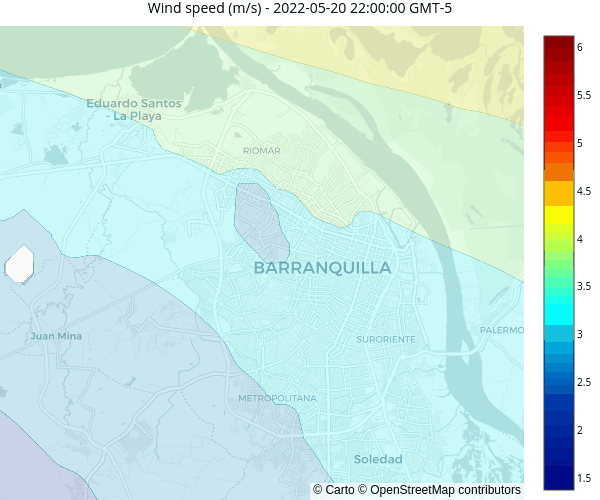 Wind speed (m/s) - 2022-05-20 22:00:00 GMT-5
6
5.5
5
4.5
4
3.5
3
2.5
2
1.5
Eduardo Santos
- La Playa
RIOMAR
BARRANQUILLA
Juan Mina
SURORIENTE
PALERMO
METROPOLITANA
Soledad
© Carto © OpenStreetMap contributors